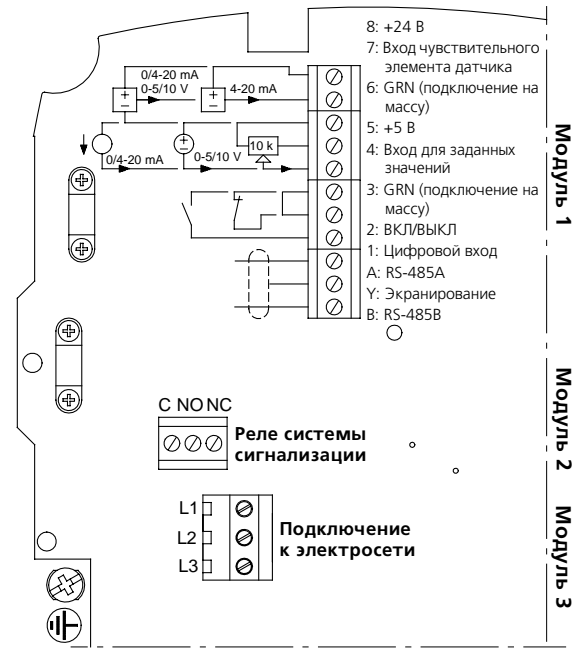 0/4-20 mA
0-5/10 V
4-20 mA
10 k
0/4-20 mA
0-5/10 V
8: +24 В
7: Вход чувствительного
элемента датчика
6: GRN (подключение на
массу)
5: +5 В
4: Вход для заданных
значений
3: GRN (подключение на
массу)
2: ВКЛ/ВЫКЛ
1: Цифровой вход
A: RS-485A
Y: Экранирование
B: RS-485B
Модуль 1
C NO NC
Реле системы
сигнализации
Модуль 2
L1
L2
L3
Подключение
к электросети
Модуль 3